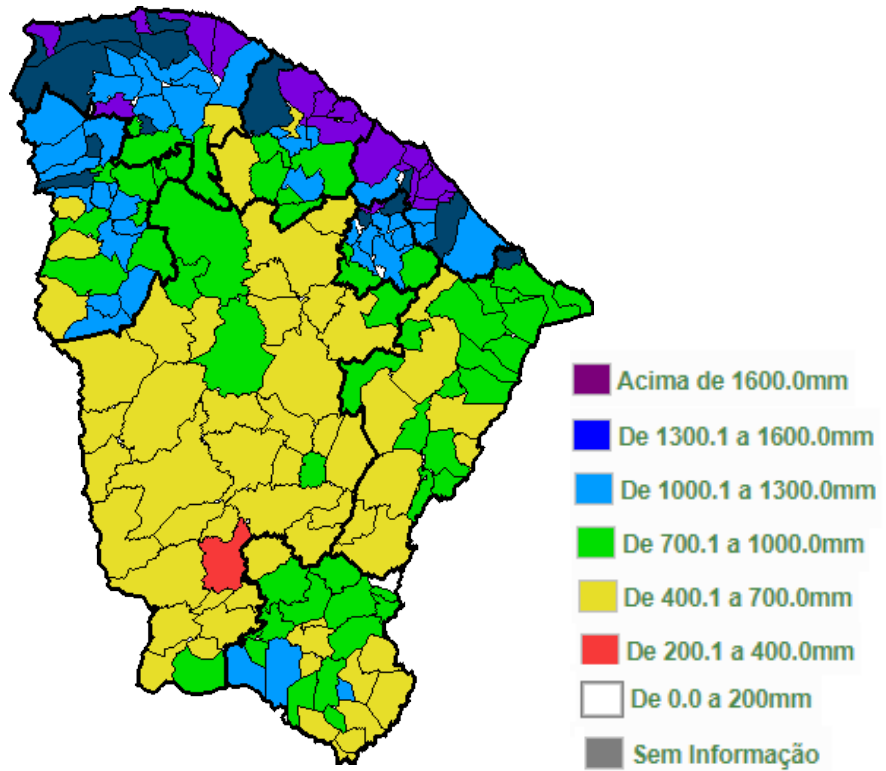 Acima de 1600.0mm
De 1300.1 a 1600.0mm
De 1000.1 a 1300.0mm
De 700.1 a 1000.0mm
De 400.1 a 700.0mm
De 200.1 a 400.0mm
De 0.0 a 200mm
Sem Informação